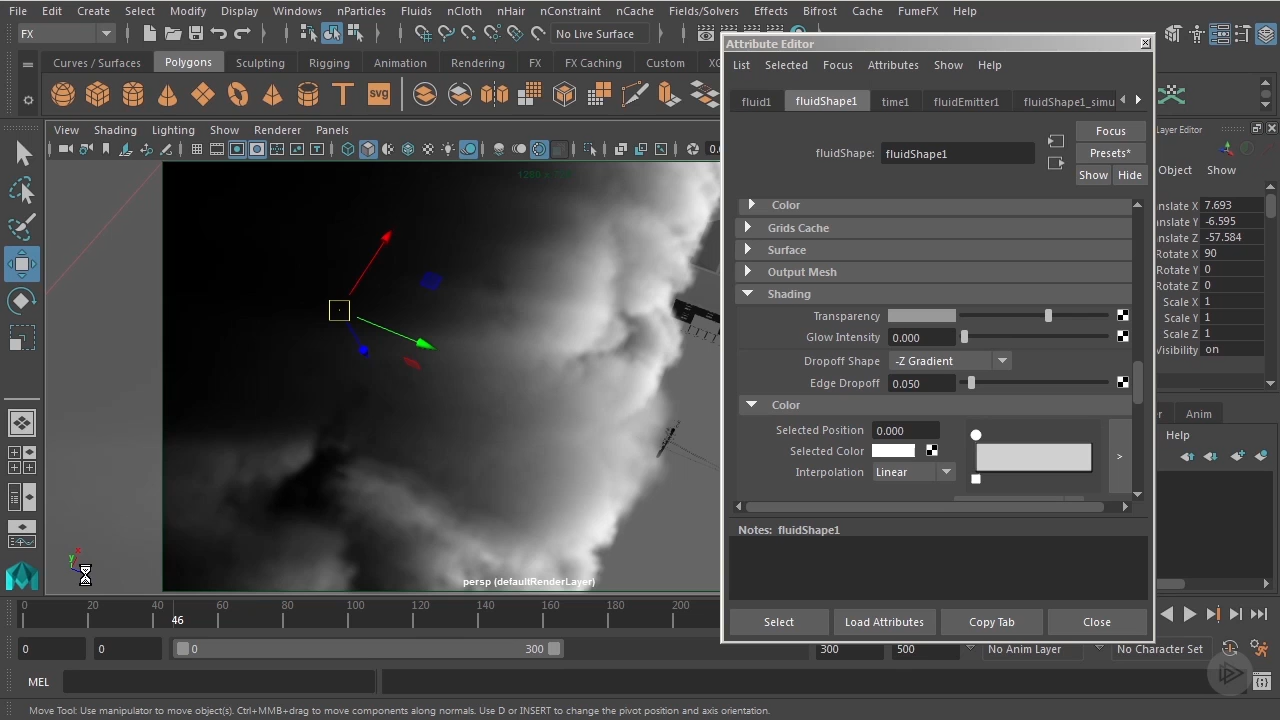 File Edit Create Select Modify Display Windows nParticles Fluids nCloth nHair nConstraint nCache Fields/Solvers Effects Bifrost Cache FumeFX Help
FX No Live Surface
Curves / Surfaces Polygons Sculpting Rigging Animation Rendering FX FX Caching Custom
svg
View Shading Lighting Show Renderer Panels
Attribute Editor
List Selected Focus Attributes Show Help
fluid1 fluidShape1 time1 fluidEmitter1 fluidShape1_simu
Focus
fluidShape: fluidShape1 Presets*
Show Hide
Color
Grids Cache
Surface
Output Mesh
Shading
Transparency
Glow Intensity 0.000
Dropoff Shape -Z Gradient
Edge Dropoff 0.050
Color
Selected Position 0.000
Selected Color
>
Interpolation Linear
Notes: fluidShape1
Select Load Attributes Copy Tab Close
Layer Editor
Object Show
anslate X 7.693
anslate Y -6.595
anslate Z -57.584
Rotate X 90
Rotate Y 0
Rotate Z 0
Scale X 1
Scale Y 1
Scale Z 1
Visibility on
Anim
Help
persp (defaultRenderLayer)
y x
0 20 40 60 80 100 120 140 160 180 200
46
0 0 0 300 300 500 No Anim Layer No Character Set
MEL
Move Tool: Use manipulator to move object(s). Ctrl+MMB+drag to move components along normals. Use D or INSERT to change the pivot position and axis orientation.